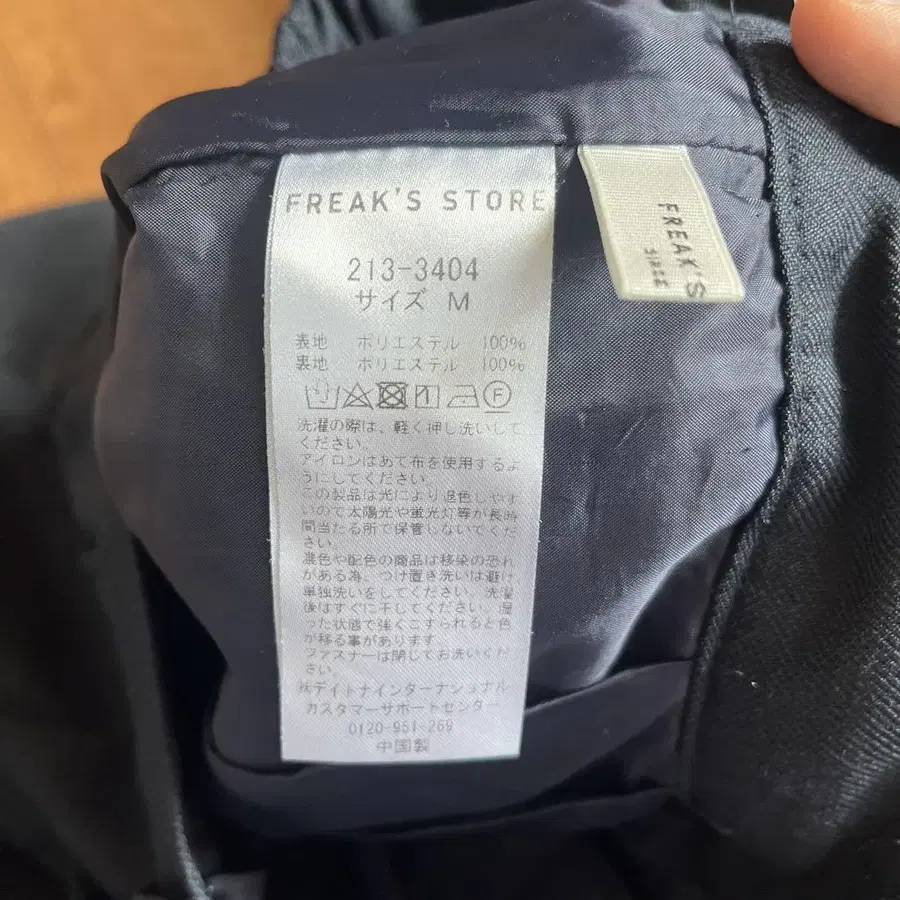 FREAK'S STORE
213-3404
サイズ M
表地 ポリエステル 100%
裏地 ポリエステル 100%
洗濯の際は、軽く押し洗いして
ください。
アイロンはあて布を使用するよ
うにしてください。
この製品は光により退色しやす
いので太陽光や蛍光灯等が長時
間当たる所で保管しないでくだ
さい。
濃色や配色の商品は移染の恐れ
がある為、つけ置き洗いは避け
単独洗いをしてください。洗濯
後はすぐに干してください。湿
った状態で強くこすられると色
が移る事があります。
ファスナーは閉じてお洗いくだ
さい。
㈱デイトナインターナショナル
カスタマーサポートセンター
0120-951-269
中国製
FREAK'S